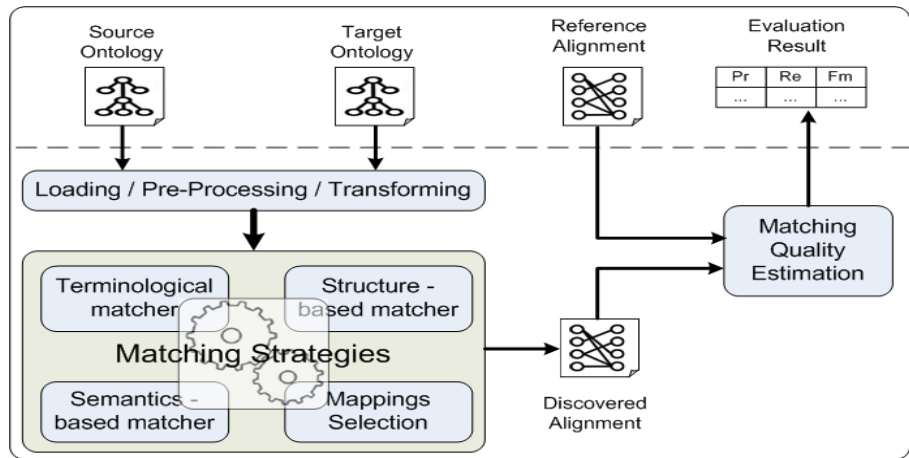 Source
Ontology
Target
Ontology
Reference
Alignment
Evaluation
Result
Pr Re Fm
... ... ...
Loading / Pre-Processing / Transforming
Matching
Quality
Estimation
Terminological
matcher
Structure -
based matcher
Matching Strategies
Semantics -
based matcher
Mappings
Selection
Discovered
Alignment